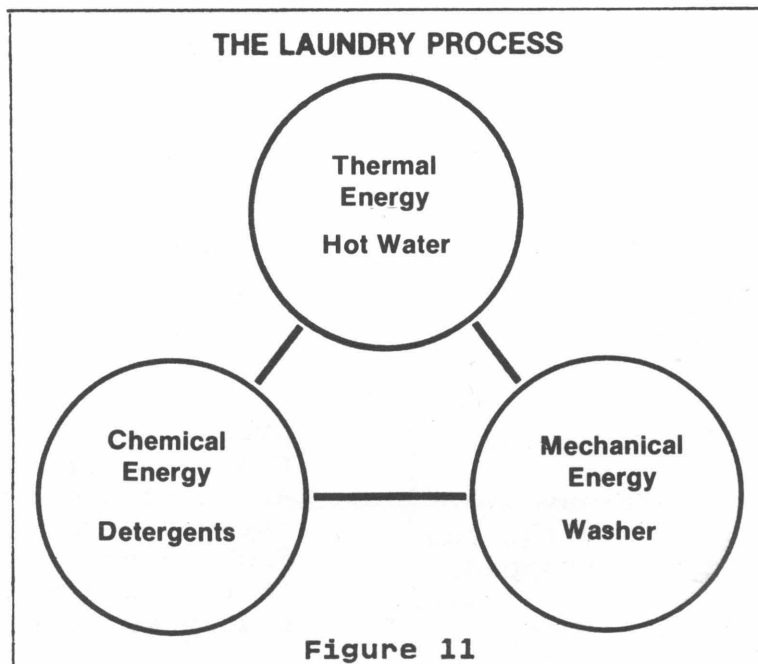 THE LAUNDRY PROCESS
Thermal
Energy
Hot Water
Chemical
Energy
Detergents
Mechanical
Energy
Washer
Figure 11